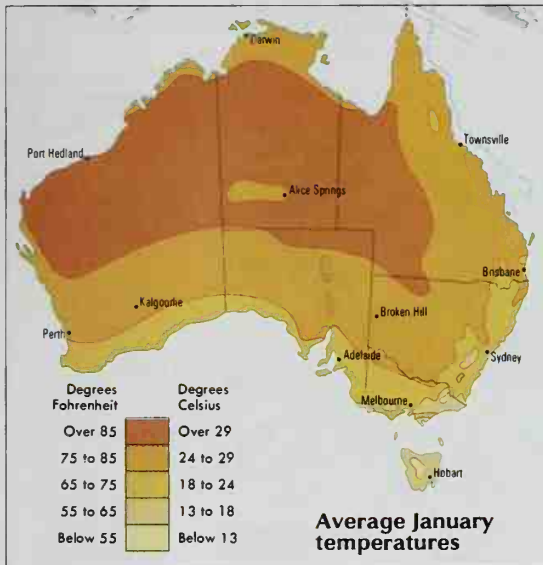 Darwin
Port Hedland
Townsville
Alice Springs
Brisbane
Kalgoorlie
Broken Hill
Perth
Adelaide
Sydney
Melbourne
Hobart
Degrees Fahrenheit
Degrees Celsius
Over 85 Over 29
75 to 85 24 to 29
65 to 75 18 to 24
55 to 65 13 to 18
Below 55 Below 13
Average January
temperatures